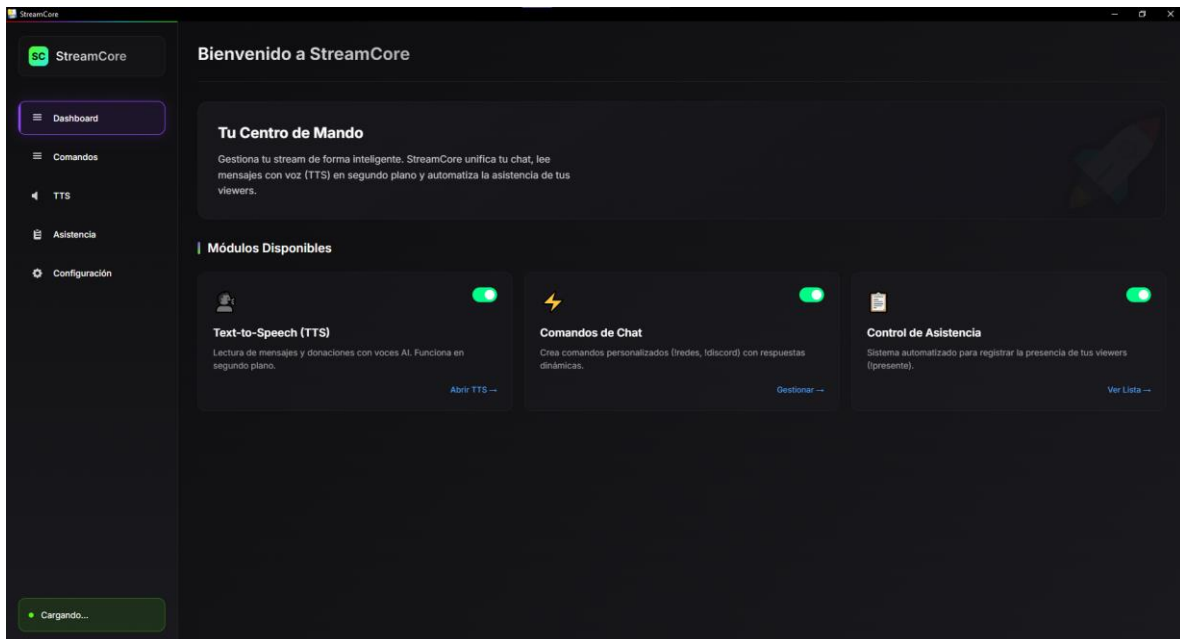 StreamCore
SC StreamCore
Dashboard
Comandos
TTS
Asistencia
Configuración
Cargando...
Bienvenido a StreamCore
Tu Centro de Mando
Gestiona tu stream de forma inteligente. StreamCore unifica tu chat, lee
mensajes con voz (TTS) en segundo plano y automatiza la asistencia de tus
viewers.
Módulos Disponibles
Text-to-Speech (TTS)
Lectura de mensajes y donaciones con voces AI. Funciona en
segundo plano.
Abrir TTS →
Comandos de Chat
Crea comandos personalizados (!redes, !discord) con respuestas
dinámicas.
Gestionar →
Control de Asistencia
Sistema automatizado para registrar la presencia de tus viewers
(!presente).
Ver Lista →